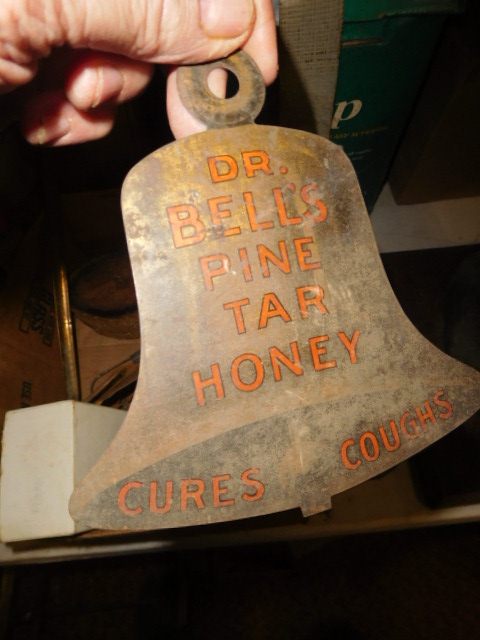 DR.
BELL'S
PINE
TAR
HONEY
CURES COUGHS
p